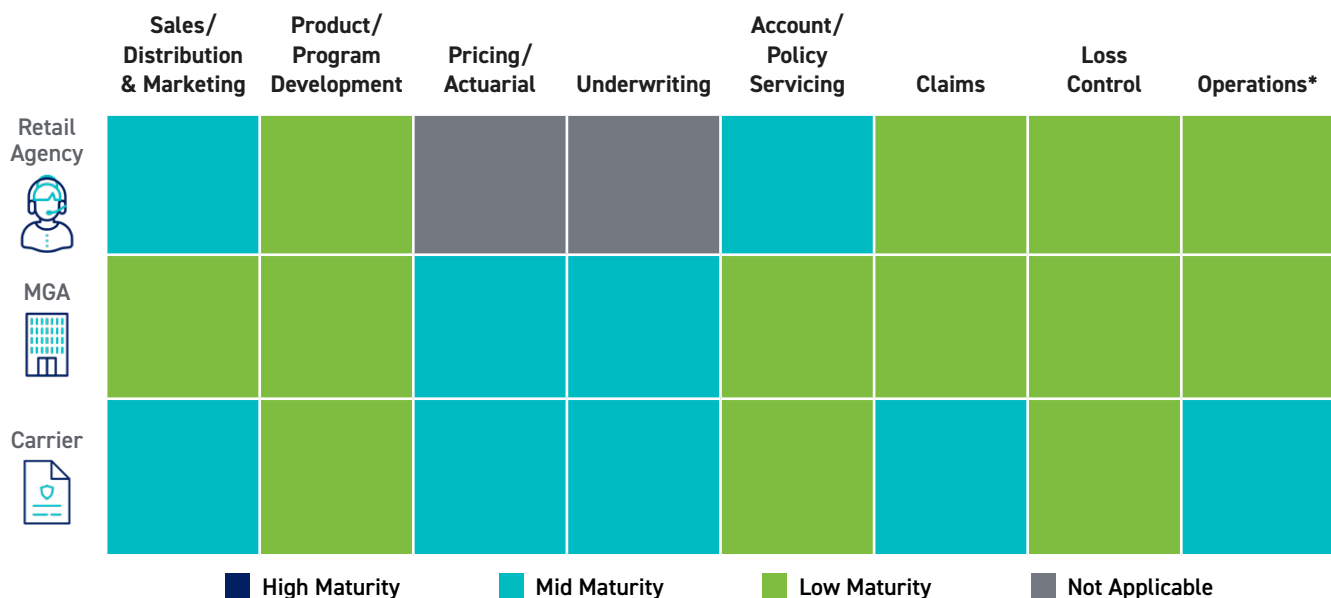 Sales/
Distribution
& Marketing
Product/
Program
Development
Pricing/
Actuarial
Underwriting
Account/
Policy
Servicing
Claims
Loss
Control
Operations*
Retail
Agency
MGA
Carrier
High Maturity
Mid Maturity
Low Maturity
Not Applicable